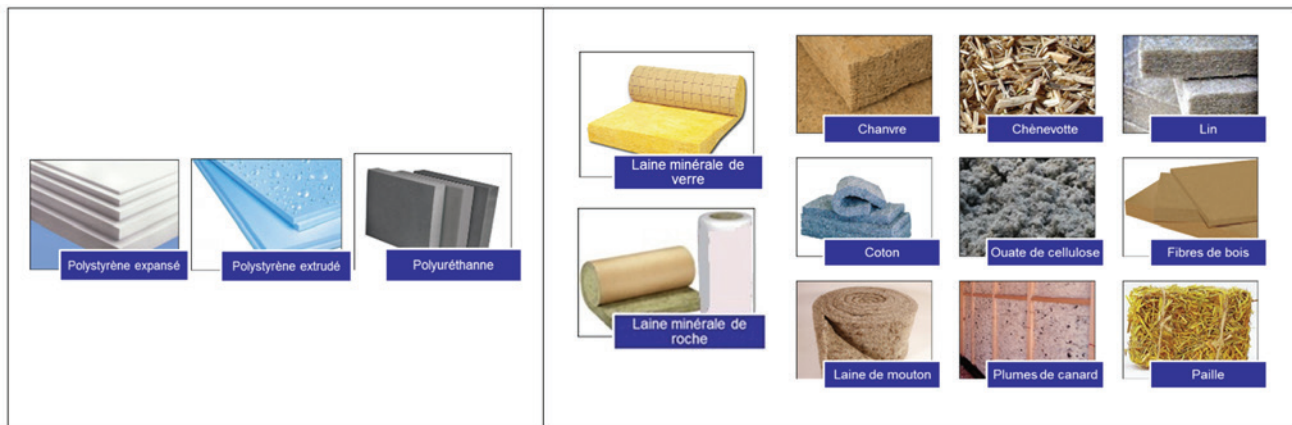 Polystyrène expansé
Polystyrène extrudé
Polyuréthanne
Laine minérale de
verre
Laine minérale de
roche
Chanvre
Chènevotte
Lin
Coton
Ouate de cellulose
Fibres de bois
Laine de mouton
Plumes de canard
Paille